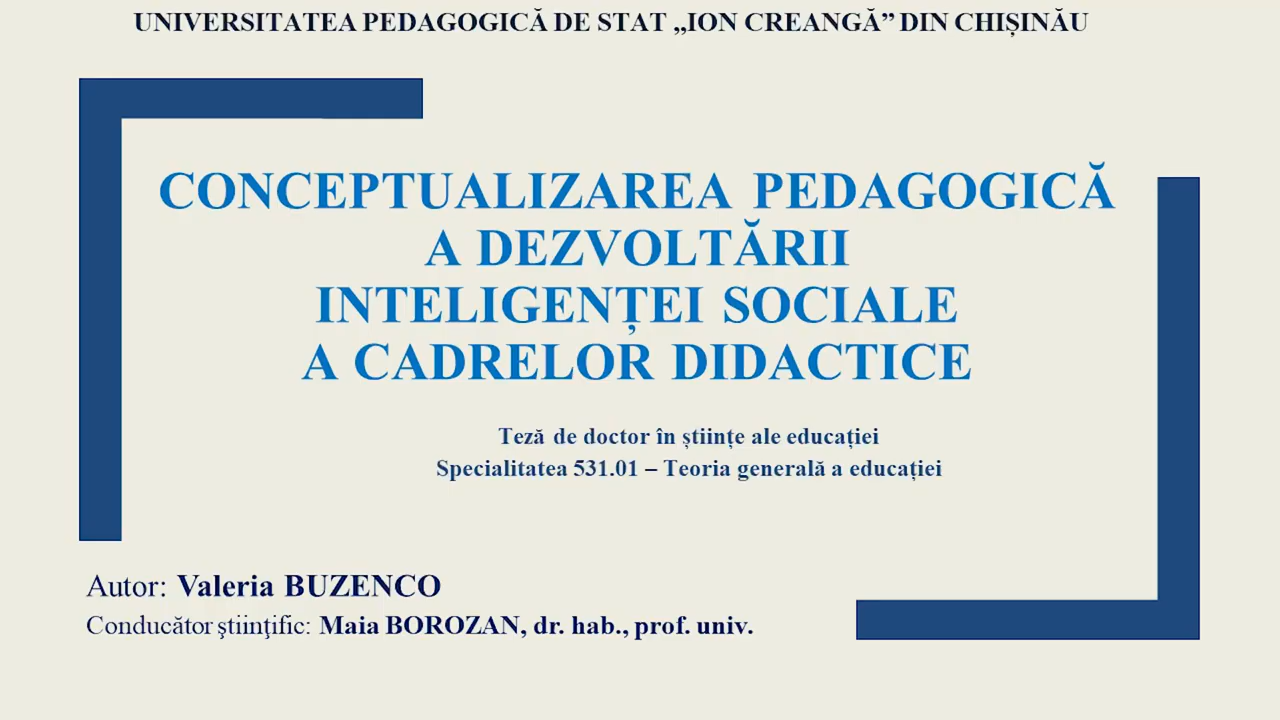 UNIVERSITATEA PEDAGOGICĂ DE STAT „ION CREANGĂ” DIN CHIȘINĂU
CONCEPTUALIZAREA PEDAGOGICĂ
A DEZVOLTĂRII
INTELIGENȚEI SOCIALE
A CADRELOR DIDACTICE
Teză de doctor în științe ale educației
Specialitatea 531.01 – Teoria generală a educației
Autor: Valeria BUZENCO
Conducător ştiinţific: Maia BOROZAN, dr. hab., prof. univ.